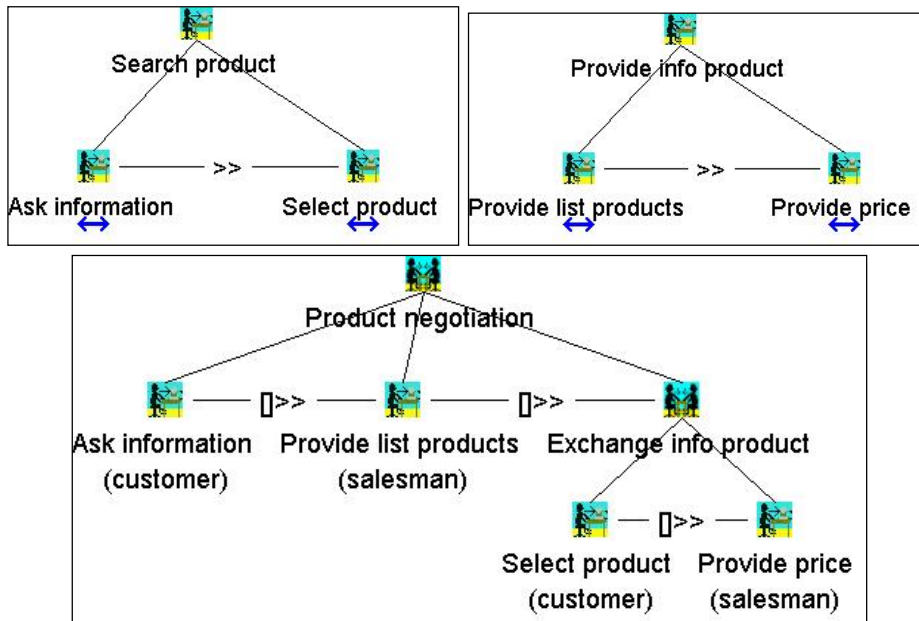 Search product
>>
Ask information
Select product
Provide info product
>>
Provide list products
Provide price
Product negotiation
[]>>
[]>>
Ask information
(customer)
Provide list products
(salesman)
Exchange info product
[]>>
Select product
(customer)
Provide price
(salesman)